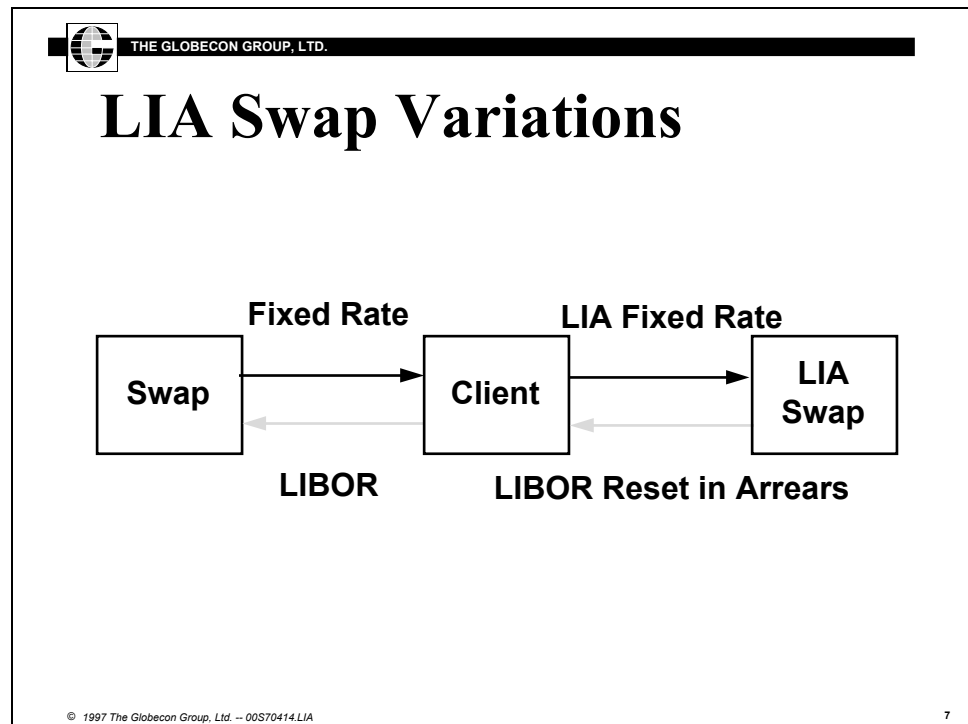 THE GLOBECON GROUP, LTD.
LIA Swap Variations
Fixed Rate
LIA Fixed Rate
Swap
Client
LIA
Swap
LIBOR
LIBOR Reset in Arrears
© 1997 The Globecon Group, Ltd. -- 00S70414.LIA
7